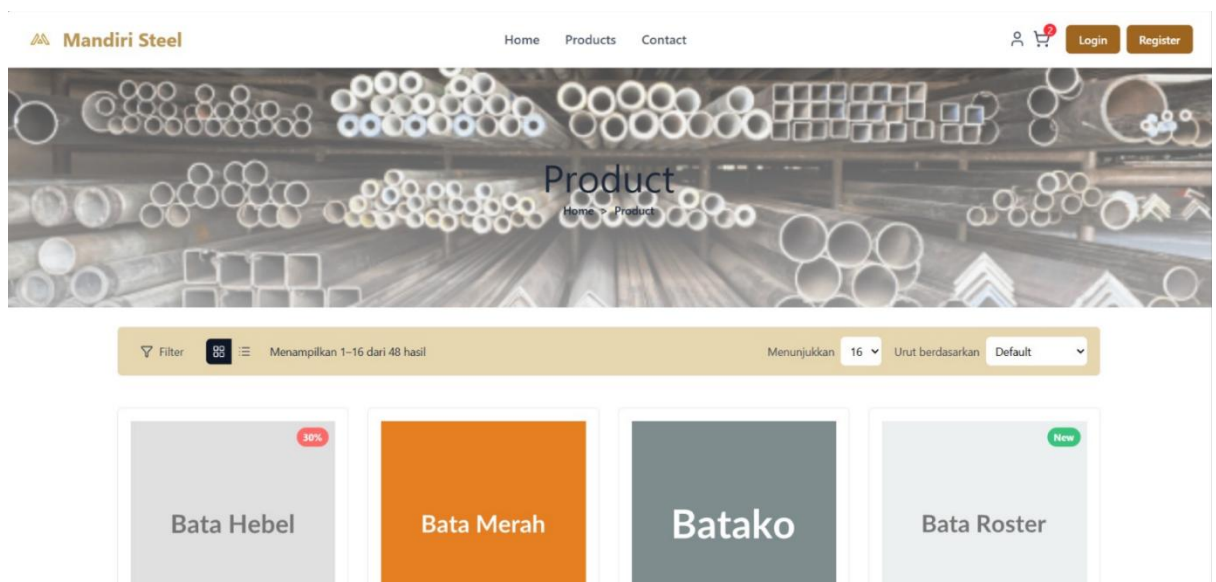 Mandiri Steel
Home Products Contact
2
Login Register
Product
Home > Product
Filter Menampilkan 1–16 dari 48 hasil Menunjukkan 16 Urut berdasarkan Default
30%
New
Bata Hebel
Bata Merah
Batako
Bata Roster